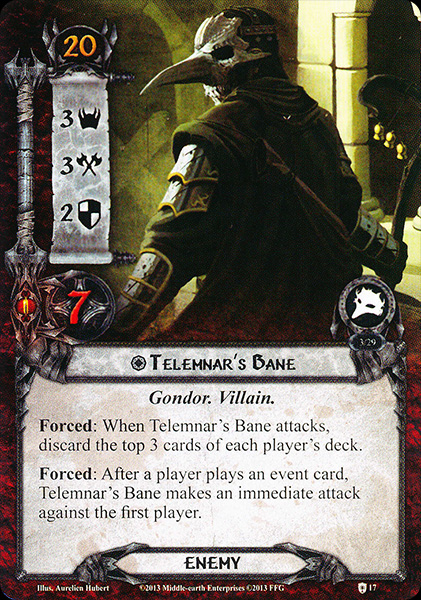 20
3
3
2
7
3/29
Telemnar's Bane
Gondor. Villain.
Forced: When Telemnar's Bane attacks,
discard the top 3 cards of each player's deck.
Forced: After a player plays an event card,
Telemnar's Bane makes an immediate attack
against the first player.
ENEMY
Illus. Aurelien Hubert ©2013 Middle-earth Enterprises ©2013 FFG 17